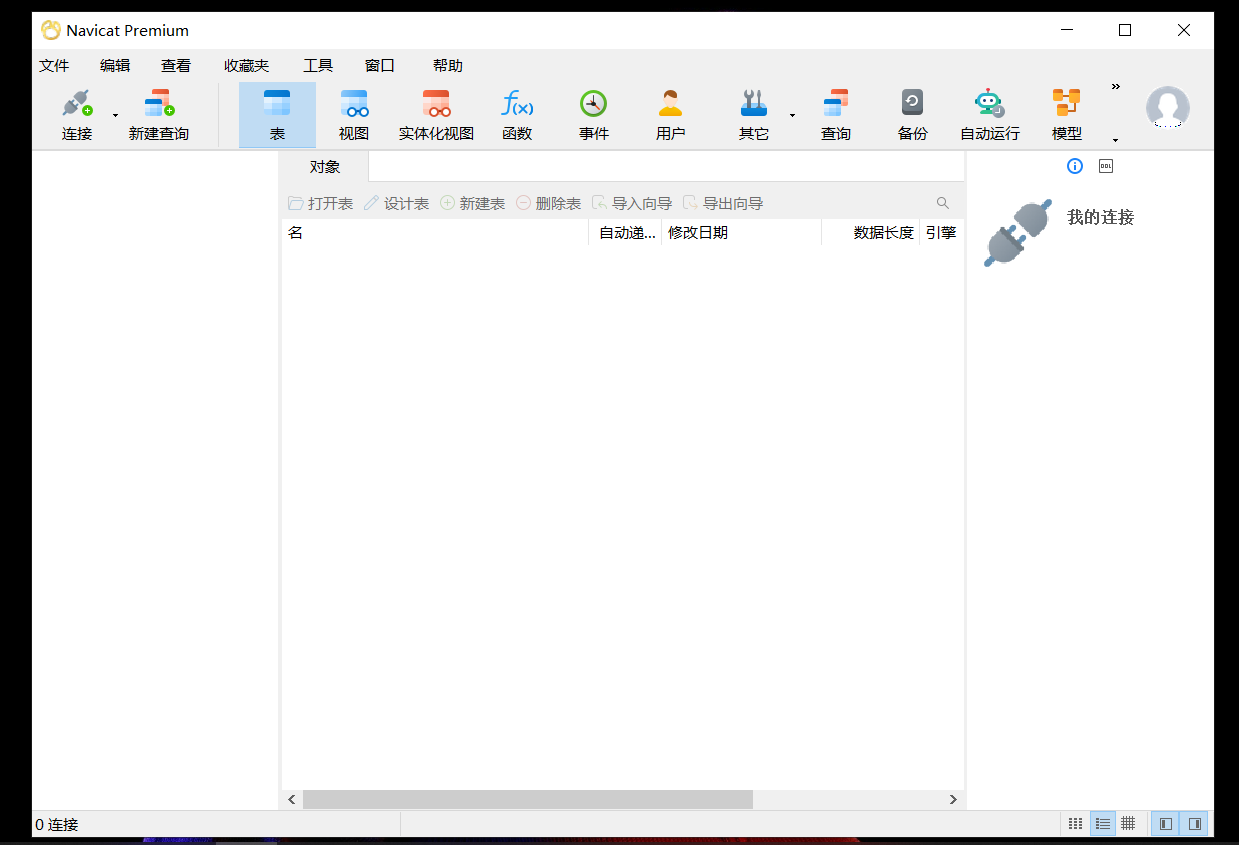 Navicat Premium
文件 编辑 查看 收藏夹 工具 窗口 帮助
连接 新建查询 表 视图 实体化视图 函数 事件 用户 其它 查询 备份 自动运行 模型
对象
打开表 设计表 新建表 删除表 导入向导 导出向导
名 自动递... 修改日期 数据长度 引擎
我的连接
0 连接